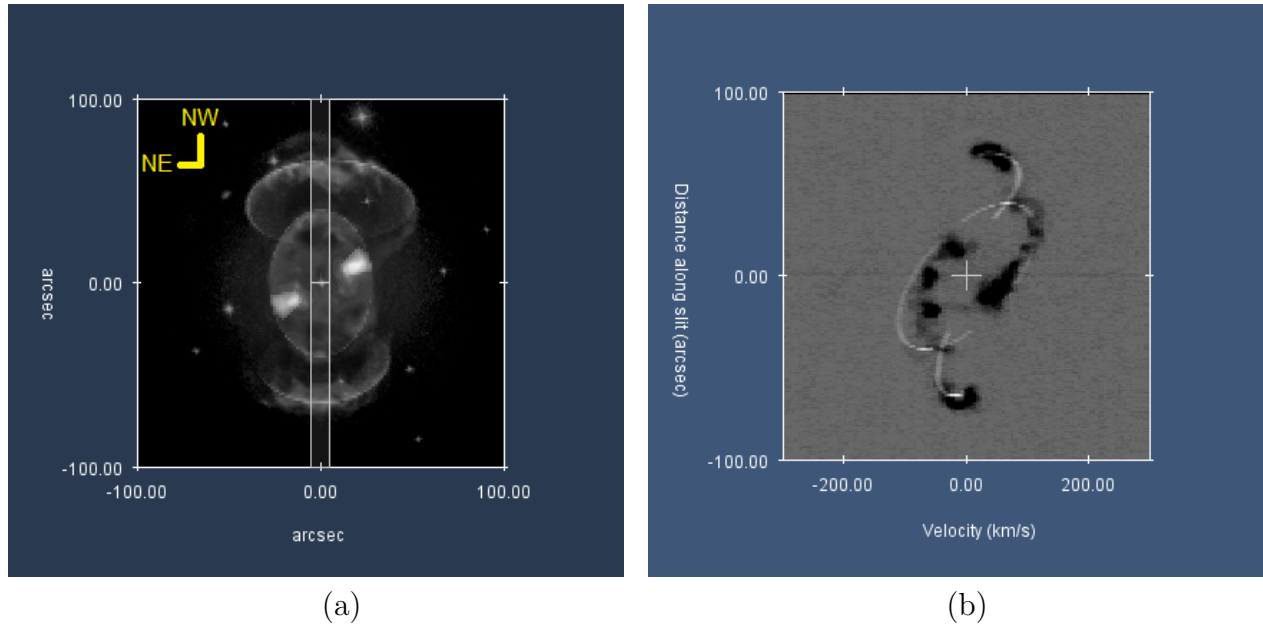 100.00
NW
NE
arcsec
0.00
-100.00
-100.00
0.00
100.00
arcsec
(a)
100.00
Distance along slit (arcsec)
0.00
-100.00
-200.00
0.00
200.00
Velocity (km/s)
(b)